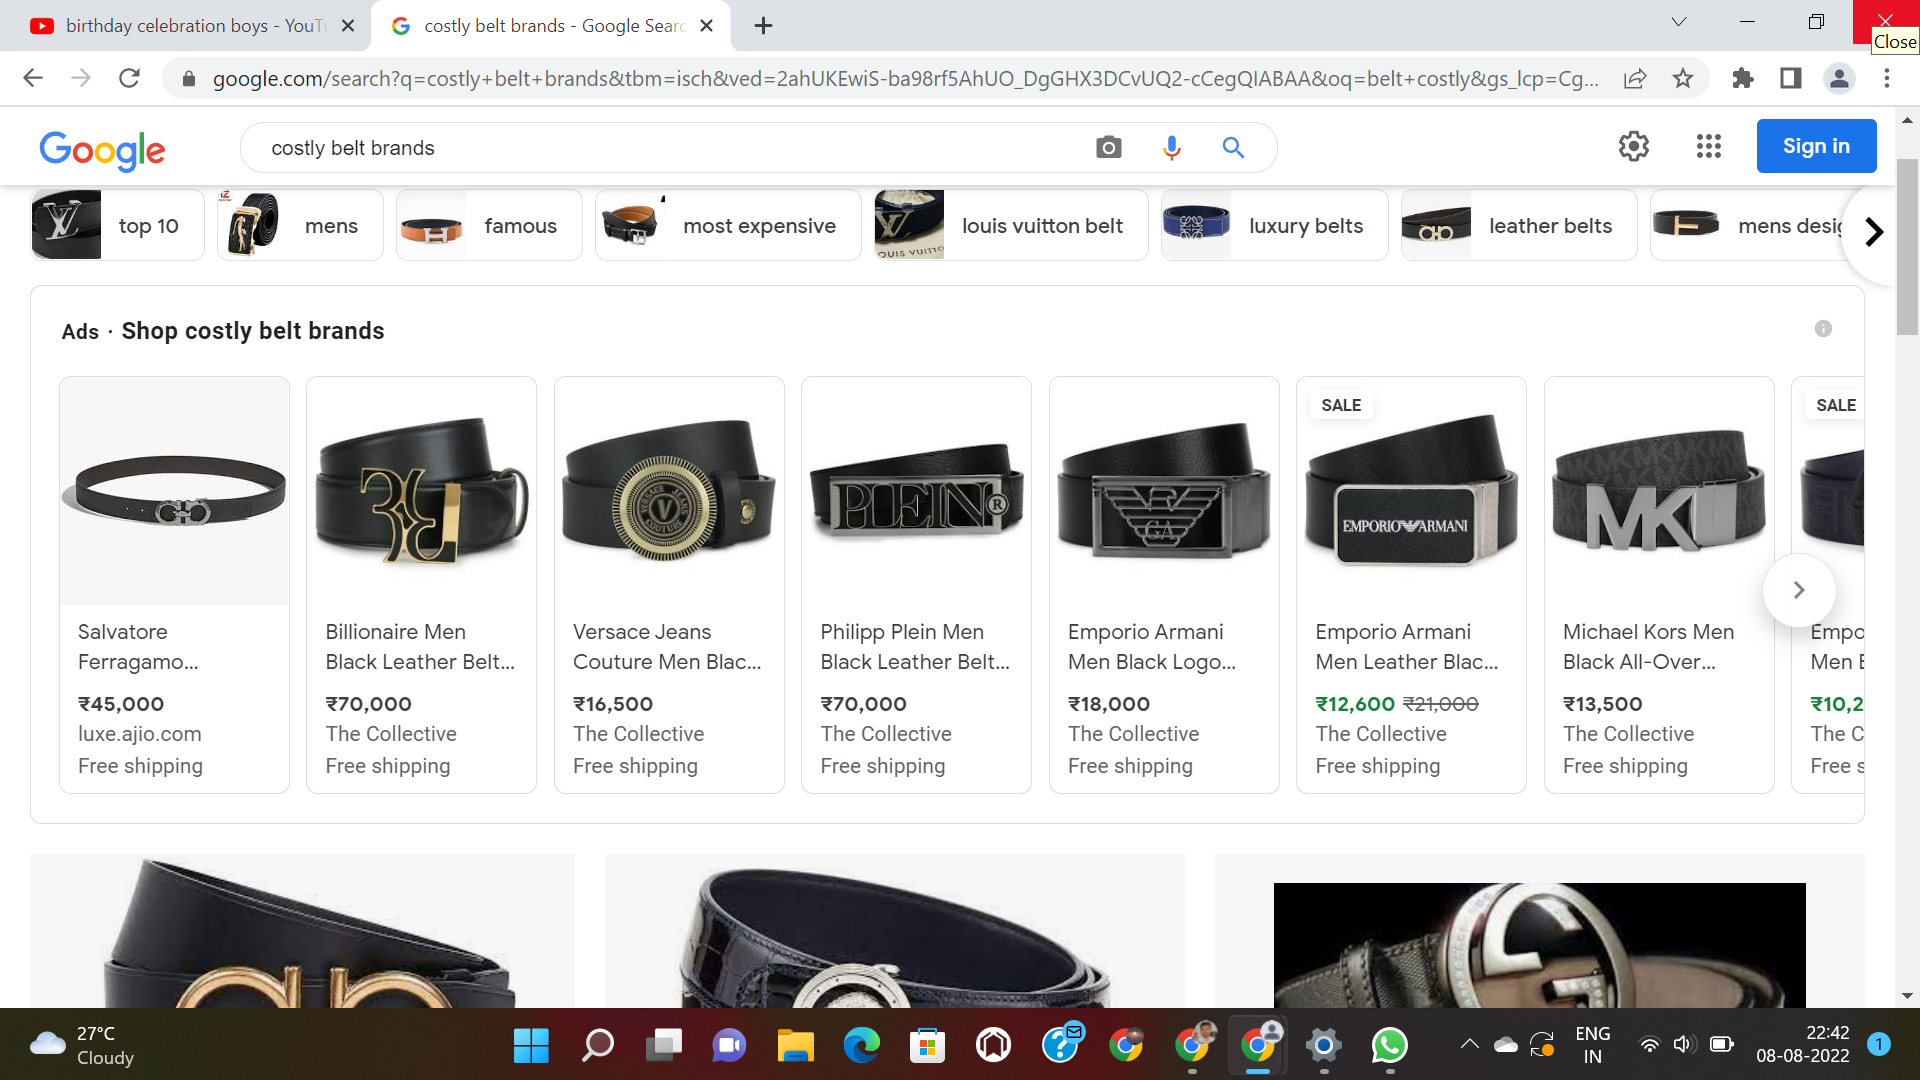 birthday celebration boys - YouTu
costly belt brands - Google Searc
Close
google.com/search?q=costly+belt+brands&tbm=isch&ved=2ahUKEwiS-ba98rf5AhUO_DgGHX3DCvUQ2-cCegQIABAA&oq=belt+costly&gs_lcp=Cg...
Google
costly belt brands
Sign in
top 10
mens
famous
most expensive
louis vuitton belt
luxury belts
leather belts
mens desig
Ads · Shop costly belt brands
SALE
SALE
PLEIN®
EMPORIO ARMANI
MK
Salvatore
Ferragamo...
₹45,000
luxe.ajio.com
Free shipping
Billionaire Men
Black Leather Belt...
₹70,000
The Collective
Free shipping
Versace Jeans
Couture Men Blac...
₹16,500
The Collective
Free shipping
Philipp Plein Men
Black Leather Belt...
₹70,000
The Collective
Free shipping
Emporio Armani
Men Black Logo...
₹18,000
The Collective
Free shipping
Emporio Armani
Men Leather Blac...
₹12,600 ₹21,000
The Collective
Free shipping
Michael Kors Men
Black All-Over...
₹13,500
The Collective
Free shipping
Empo
Men E
₹10,2
The C
Free s
27°C
Cloudy
ENG
IN
22:42
08-08-2022
1